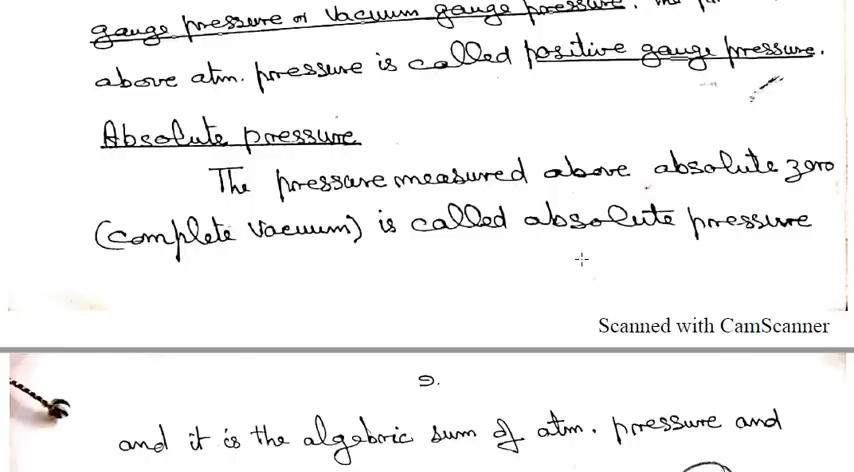 gauge pressure or Vacuum gauge pressure. The
above atm. pressure is called positive gauge pressure.
Absolute pressure
The pressure measured above absolute zero
(complete Vacuum) is called absolute pressure
Scanned with CamScanner
9.
and it is the algebric sum of atm. pressure and